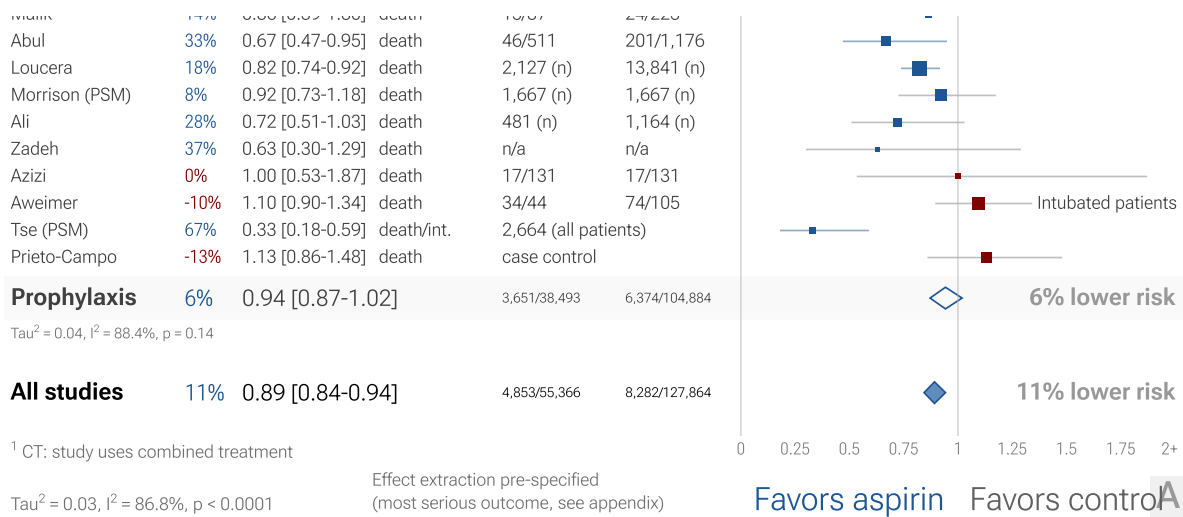 Abul 33% 0.67 [0.47-0.95] death 46/511 201/1,176
Loucera 18% 0.82 [0.74-0.92] death 2,127 (n) 13,841 (n)
Morrison (PSM) 8% 0.92 [0.73-1.18] death 1,667 (n) 1,667 (n)
Ali 28% 0.72 [0.51-1.03] death 481 (n) 1,164 (n)
Zadeh 37% 0.63 [0.30-1.29] death n/a n/a
Azizi 0% 1.00 [0.53-1.87] death 17/131 17/131
Aweimer -10% 1.10 [0.90-1.34] death 34/44 74/105 Intubated patients
Tse (PSM) 67% 0.33 [0.18-0.59] death/int. 2,664 (all patients)
Prieto-Campo -13% 1.13 [0.86-1.48] death case control
Prophylaxis 6% 0.94 [0.87-1.02] 3,651/38,493 6,374/104,884 6% lower risk
Tau² = 0.04, I² = 88.4%, p = 0.14
All studies 11% 0.89 [0.84-0.94] 4,853/55,366 8,282/127,864 11% lower risk
0 0.25 0.5 0.75 1 1.25 1.5 1.75 2+
¹ CT: study uses combined treatment
Effect extraction pre-specified
(most serious outcome, see appendix)
Tau² = 0.03, I² = 86.8%, p < 0.0001
Favors aspirin Favors control
A